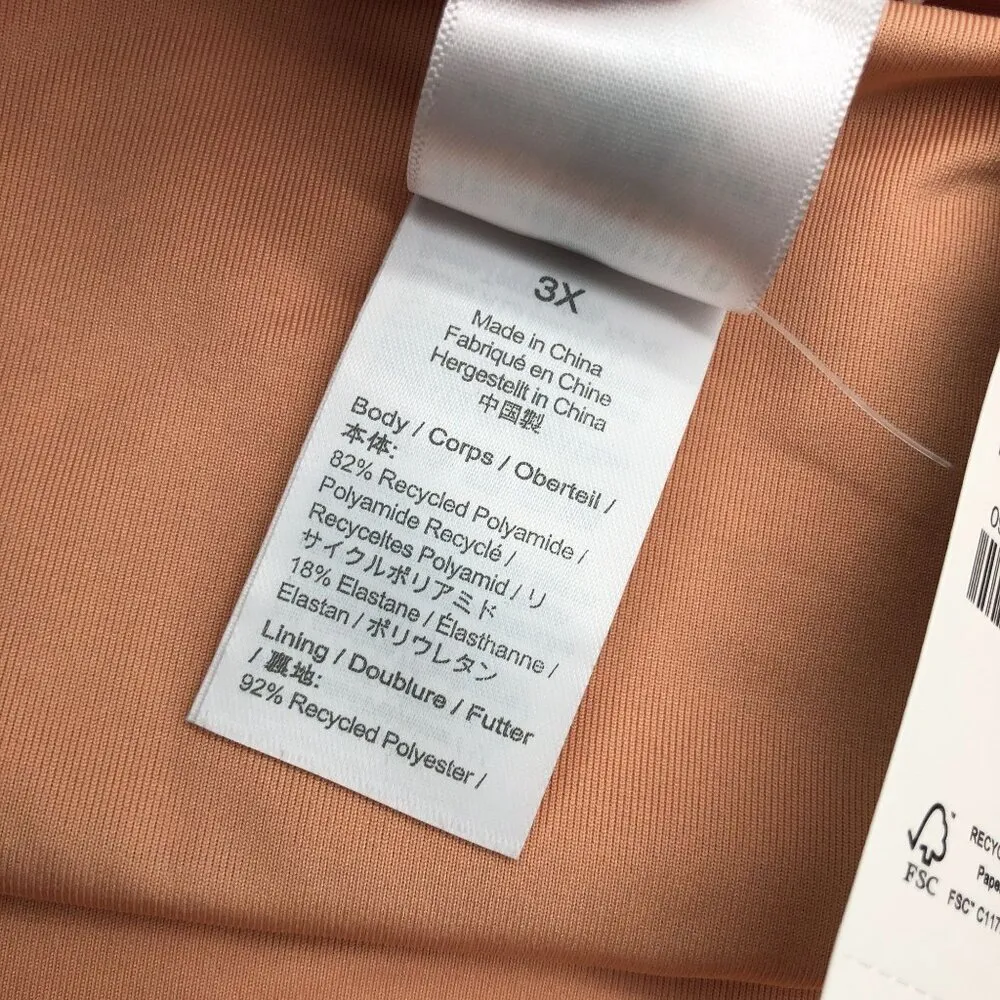 3X
Made in China
Fabriqué en Chine
Hergestellt in China
中国製
Body / Corps / Oberteil /
本体:
82% Recycled Polyamide /
Polyamide Recyclé /
Recyceltes Polyamid / リ
サイクルポリアミド
18% Elastane / Élasthanne /
Elastan / ポリウレタン
Lining / Doublure / Futter
/ 裏地:
92% Recycled Polyester /
FSC
FSC™